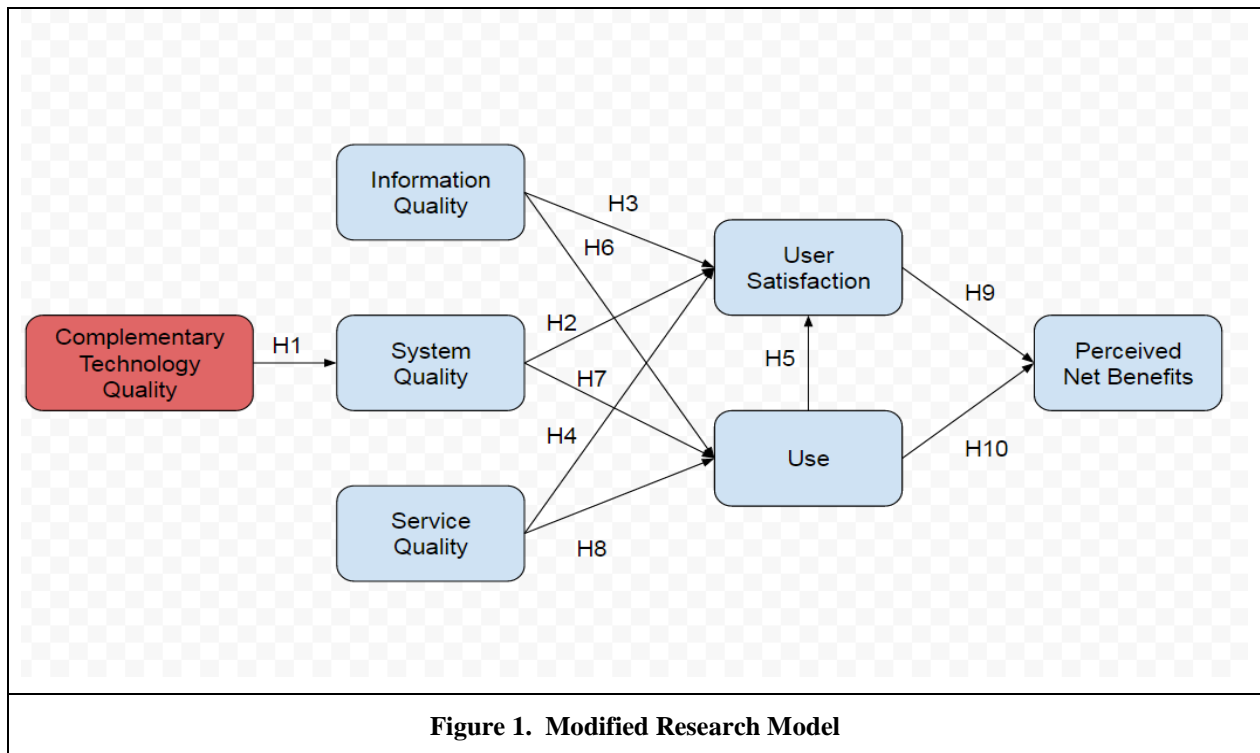 Information
Quality
H3
H6
User
Satisfaction
H9
Complementary
Technology
Quality
H1
System
Quality
H2
H7
H5
Perceived
Net Benefits
H4
Use
H10
Service
Quality
H8
Figure 1. Modified Research Model